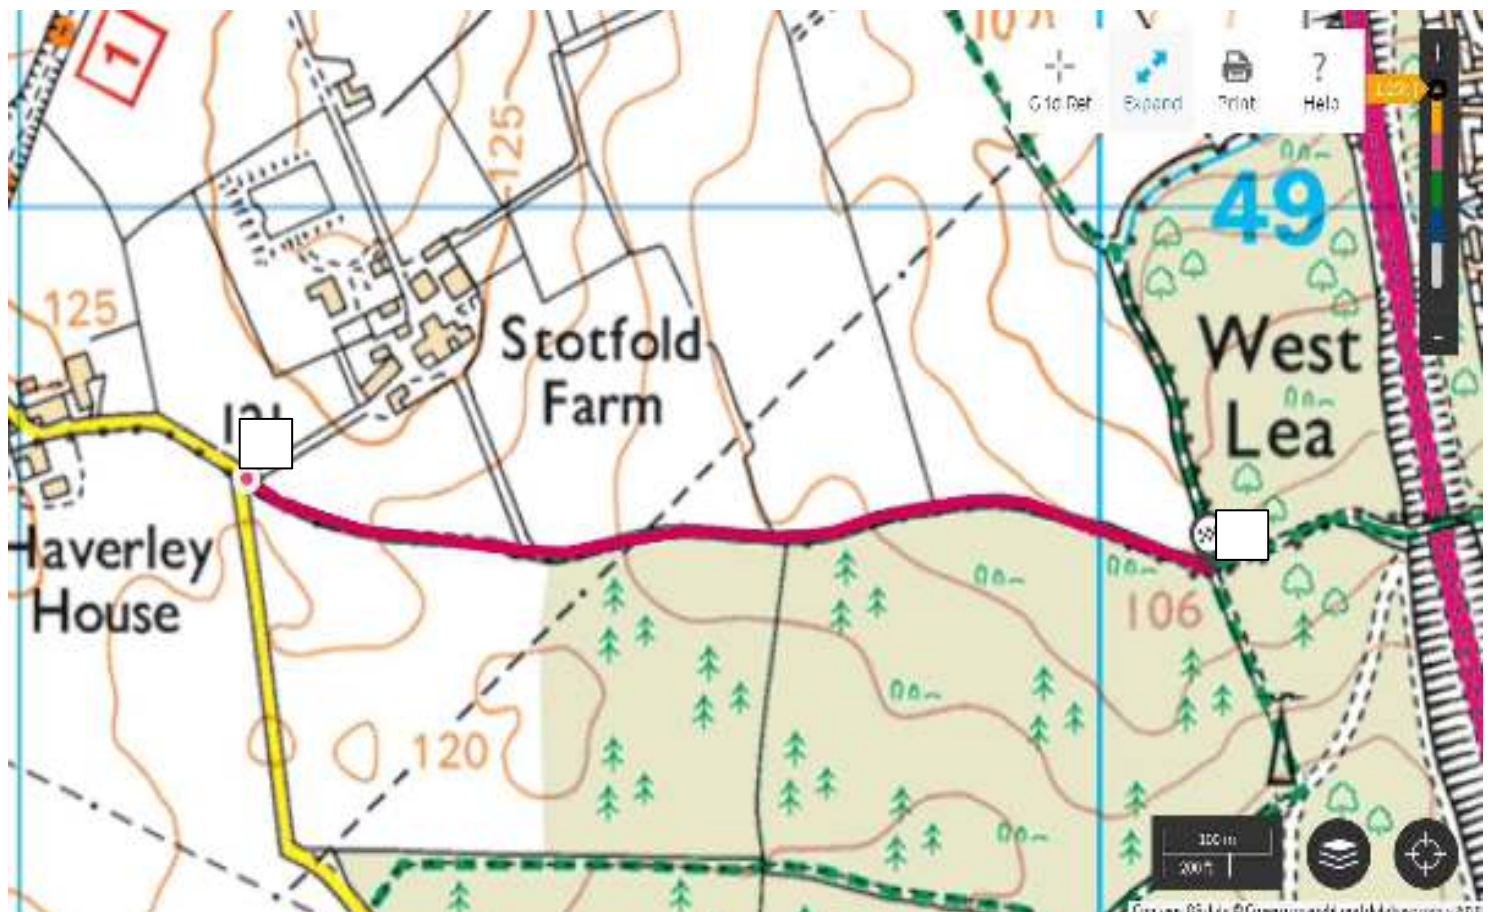 1
125
125
Grid Ref
Expand
Print
Help
49
Stotfold
Farm
West
Lea
121
Haverley
House
106
120
100 m
200 ft